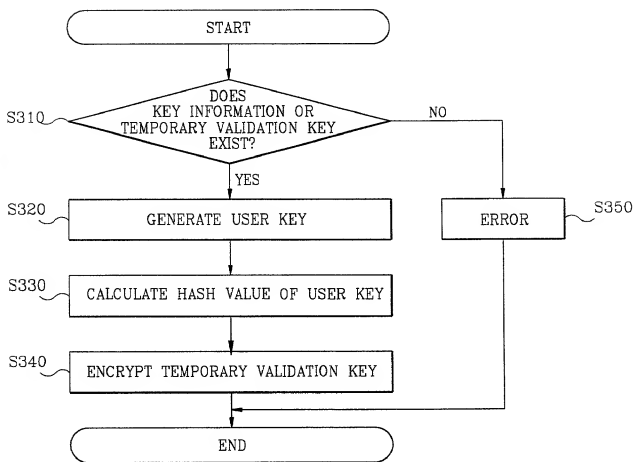 START
S310
DOES
KEY INFORMATION OR
TEMPORARY VALIDATION KEY
EXIST?
NO
YES
S320
GENERATE USER KEY
ERROR
S350
S330
CALCULATE HASH VALUE OF USER KEY
S340
ENCRYPT TEMPORARY VALIDATION KEY
END